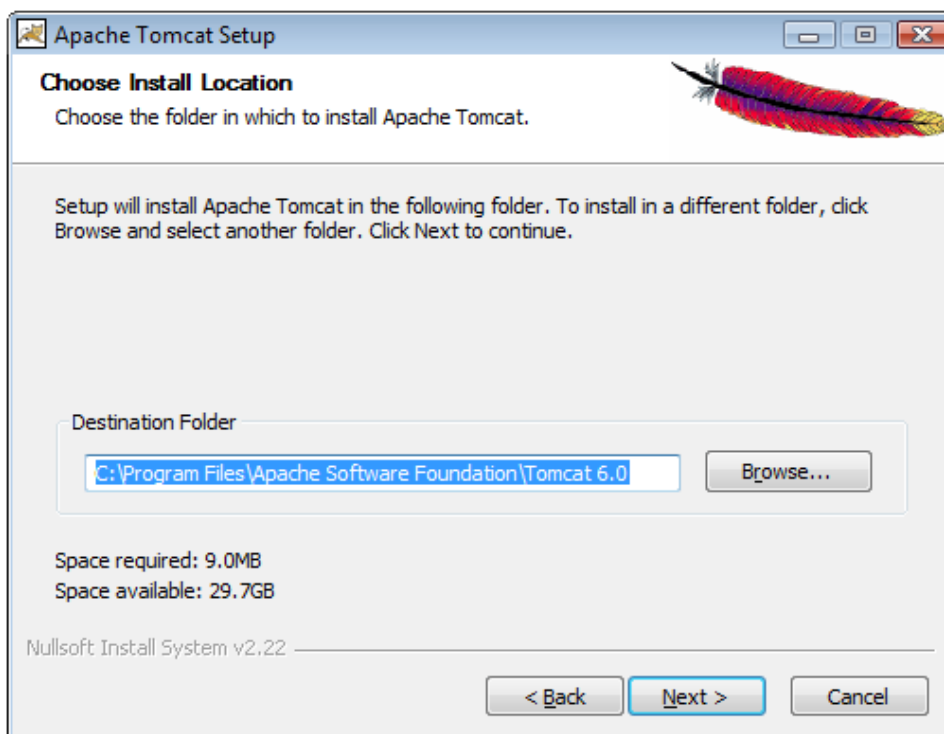 Apache Tomcat Setup
Choose Install Location
Choose the folder in which to install Apache Tomcat.
Setup will install Apache Tomcat in the following folder. To install in a different folder, click
Browse and select another folder. Click Next to continue.
Destination Folder
C:\Program Files\Apache Software Foundation\Tomcat 6.0
Browse...
Space required: 9.0MB
Space available: 29.7GB
Nullsoft Install System v2.22
< Back Next > Cancel